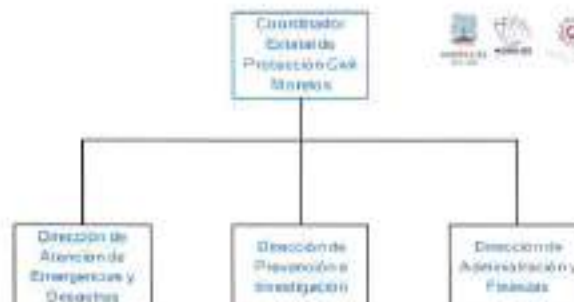 Coordinador
Estatal de
Protección Civil
Morelos
MORELOS
Dirección de
Atención de
Emergencias y
Desastres
Dirección de
Prevención e
Investigación
Dirección de
Administración y
Finanzas